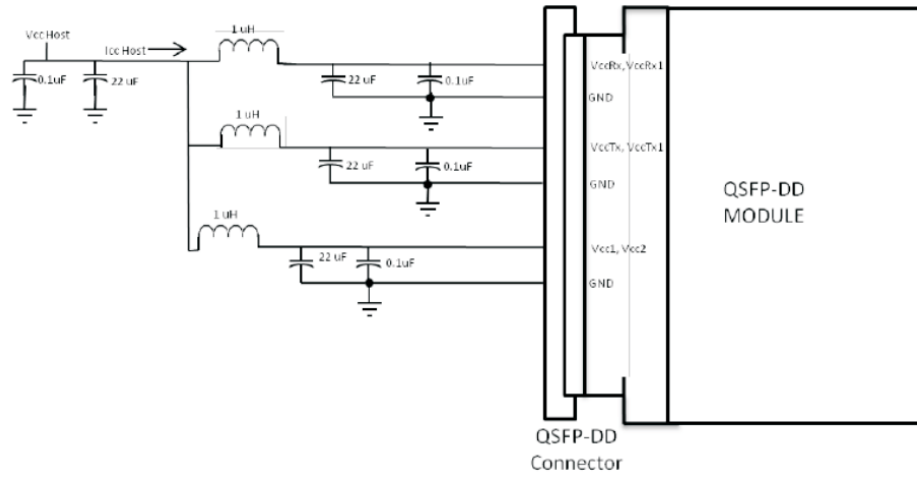 Vcc Host
Icc Host
0.1uF
22 uF
1 uH
22 uF
0.1uF
VccRx, VccRx1
GND
1 uH
22 uF
0.1uF
VccTx, VccTx1
GND
1 uH
22 uF
0.1uF
Vcc1, Vcc2
GND
QSFP-DD
MODULE
QSFP-DD
Connector